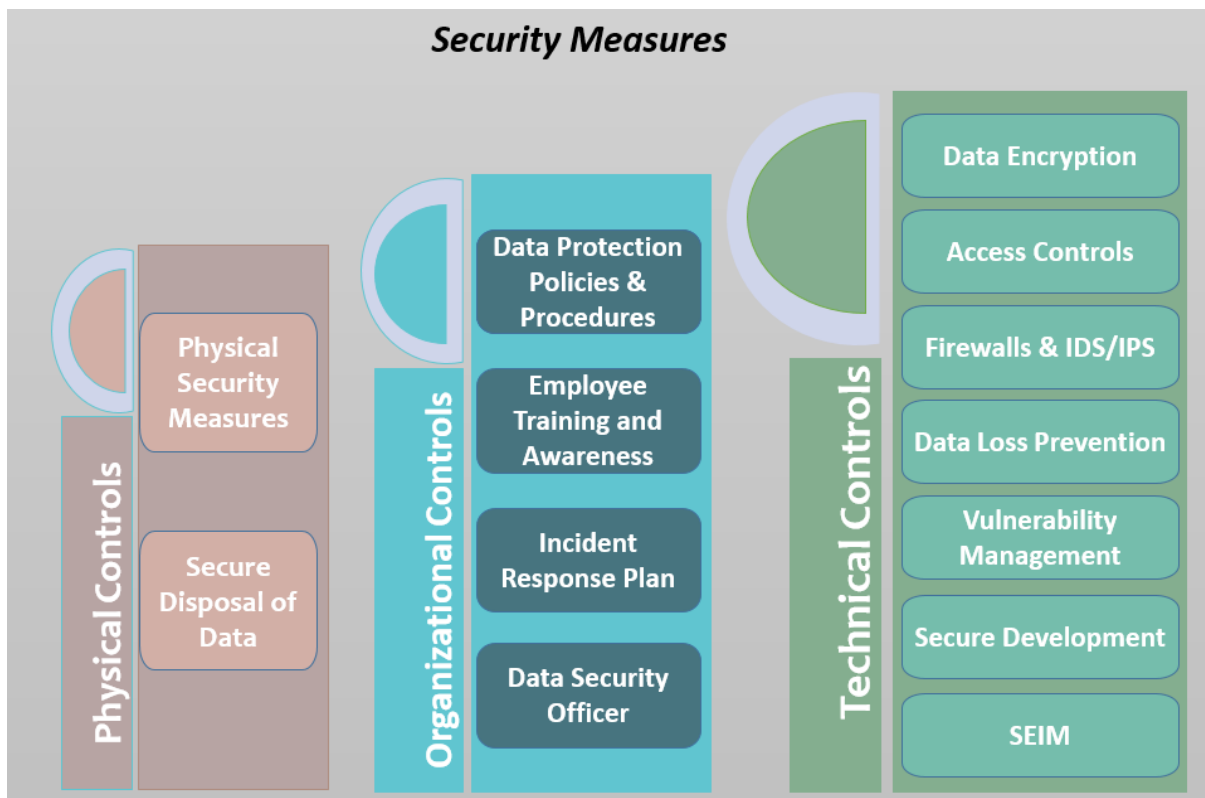 Security Measures
Physical Controls
Physical
Security
Measures
Secure
Disposal of
Data
Organizational Controls
Data Protection
Policies &
Procedures
Employee
Training and
Awareness
Incident
Response Plan
Data Security
Officer
Technical Controls
Data Encryption
Access Controls
Firewalls & IDS/IPS
Data Loss Prevention
Vulnerability
Management
Secure Development
SEIM